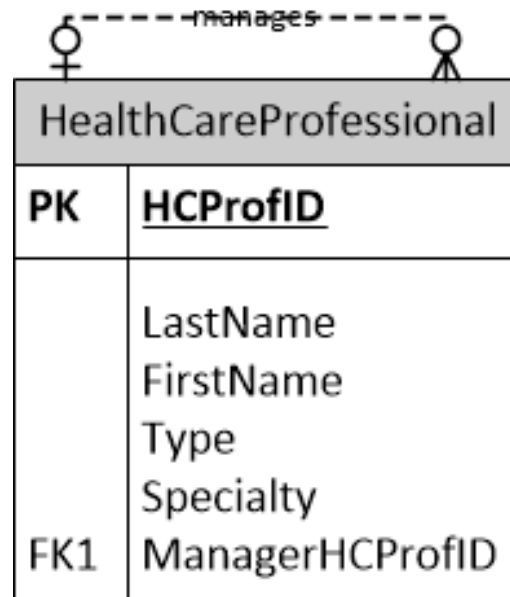 manages
HealthCareProfessional
PK HCProfID
LastName
FirstName
Type
Specialty
FK1 ManagerHCProfID